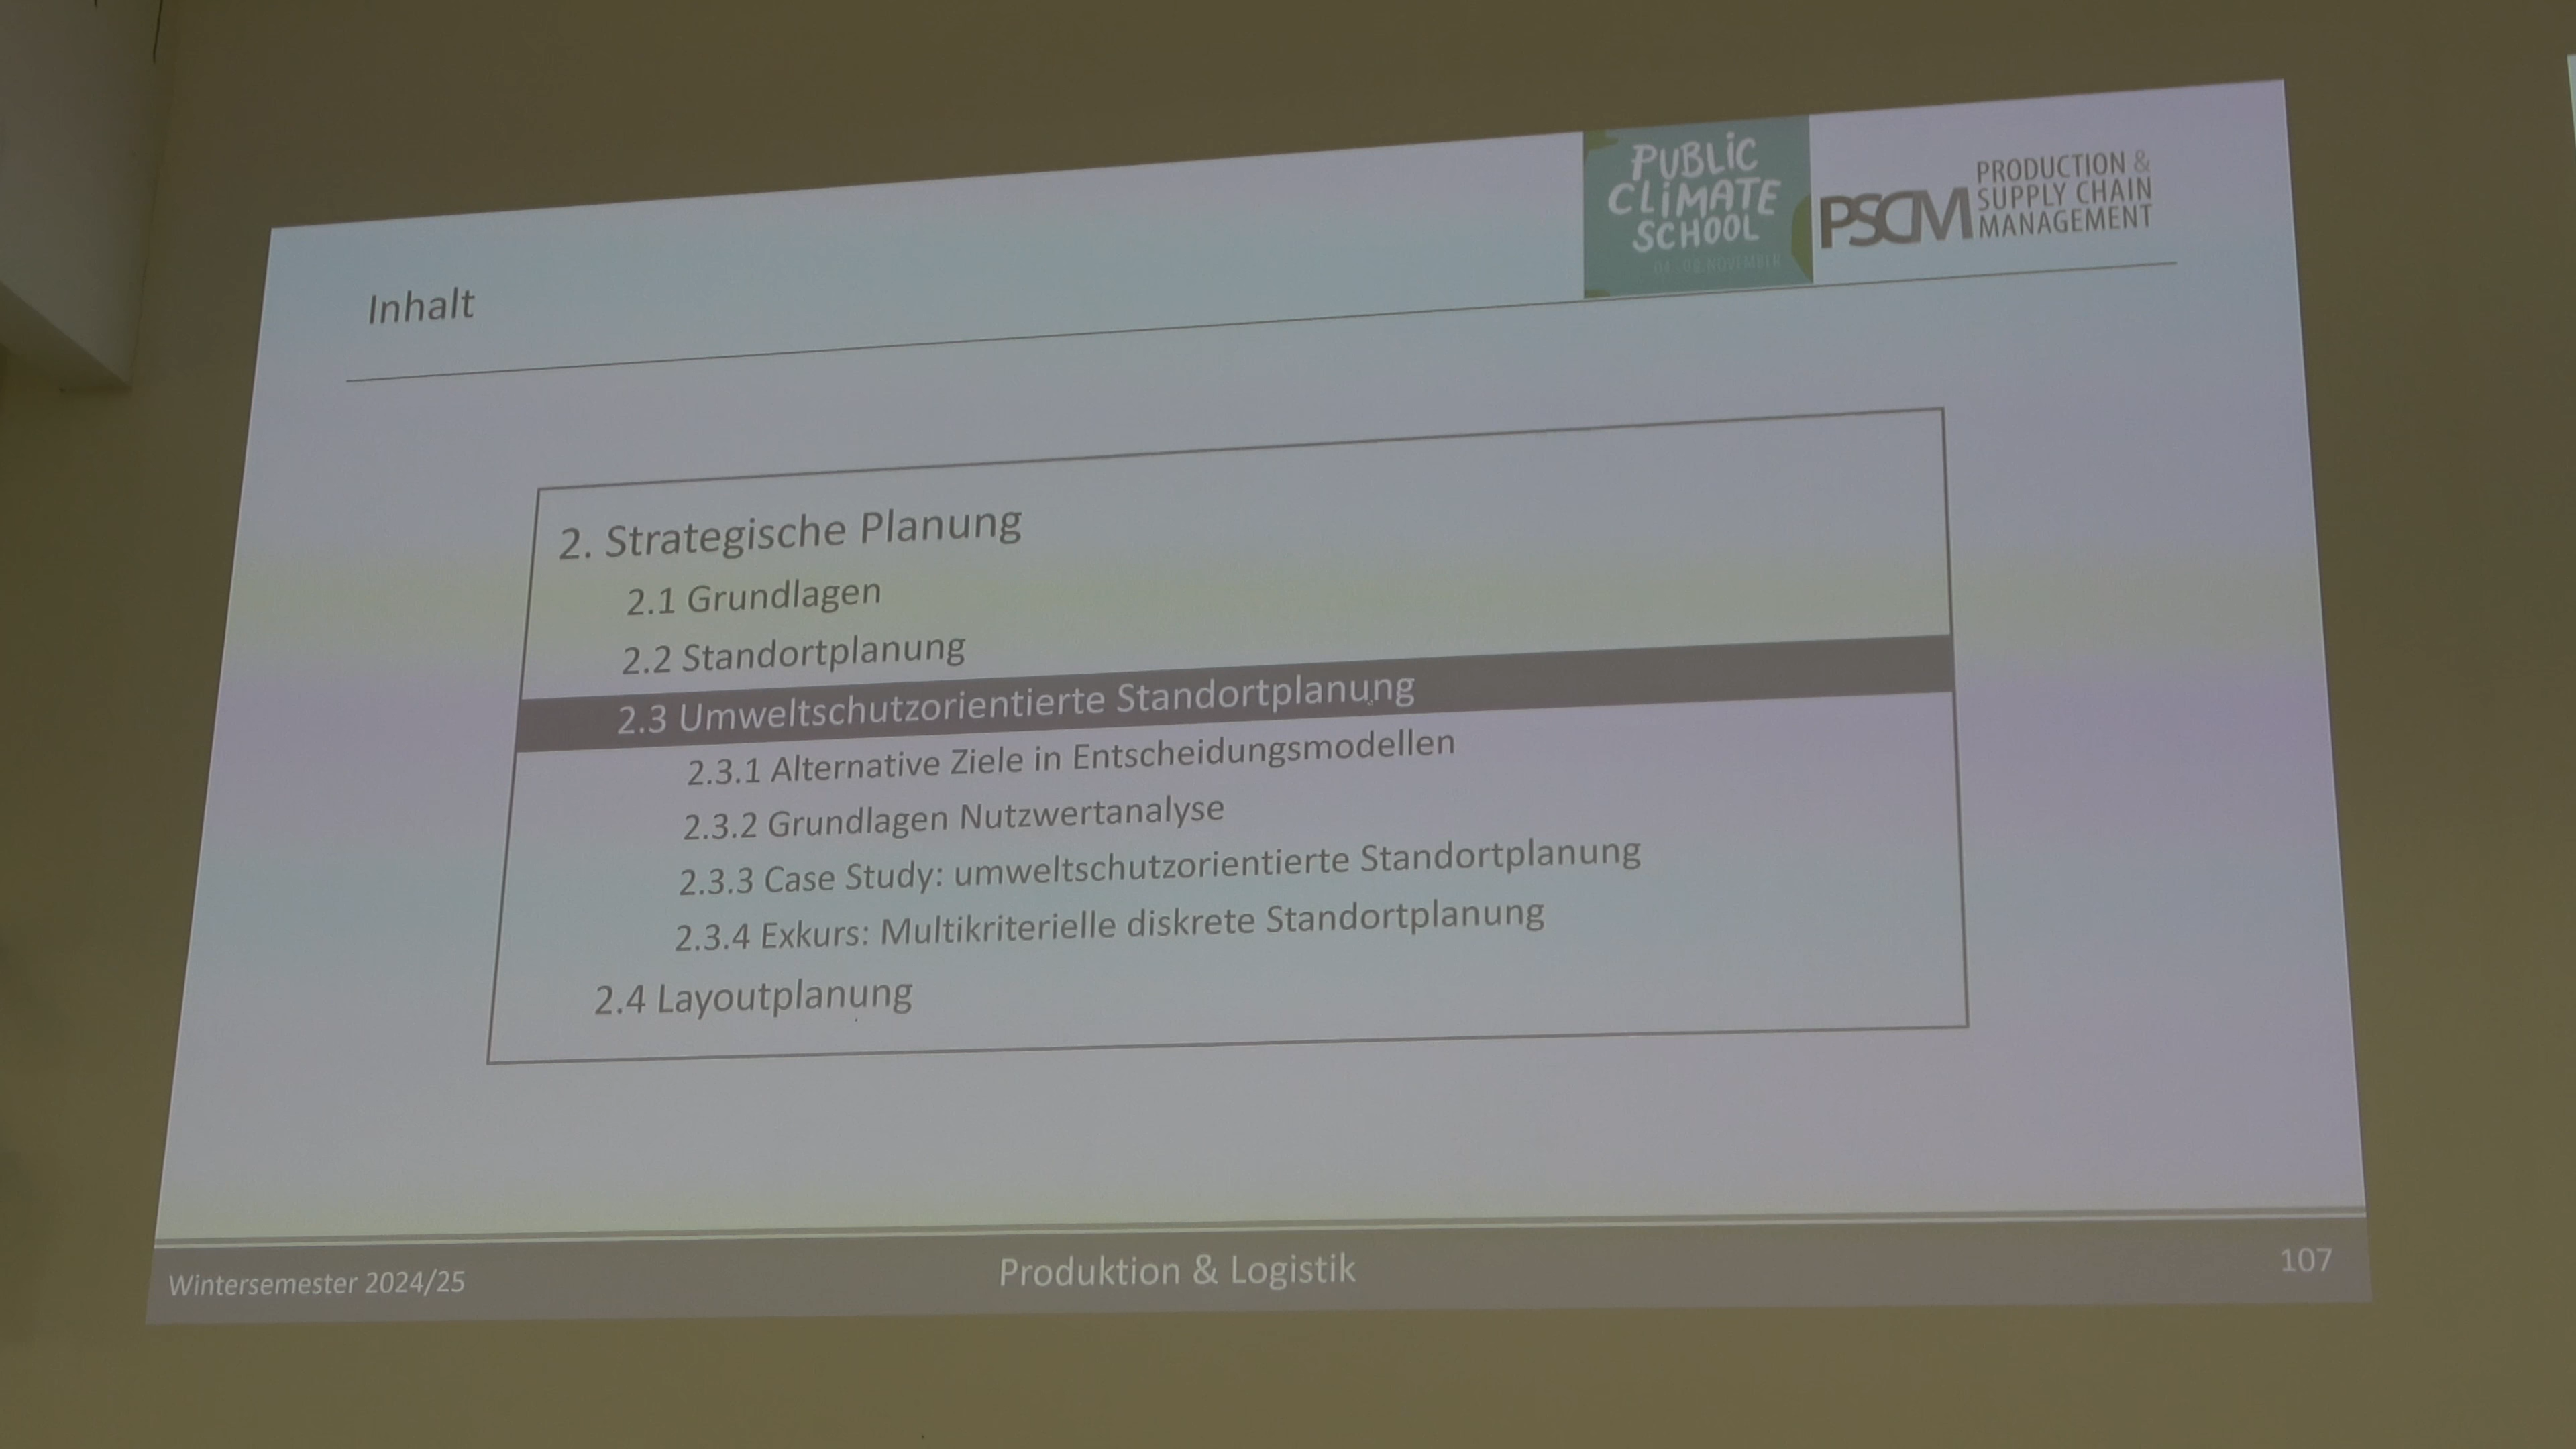 PUBLIC
CLIMATE
SCHOOL
04.-08.NOVEMBER
PSCM
PRODUCTION &
SUPPLY CHAIN
MANAGEMENT
Inhalt
2. Strategische Planung
2.1 Grundlagen
2.2 Standortplanung
2.3 Umweltschutzorientierte Standortplanung
2.3.1 Alternative Ziele in Entscheidungsmodellen
2.3.2 Grundlagen Nutzwertanalyse
2.3.3 Case Study: umweltschutzorientierte Standortplanung
2.3.4 Exkurs: Multikriterielle diskrete Standortplanung
2.4 Layoutplanung
Wintersemester 2024/25
Produktion & Logistik
107